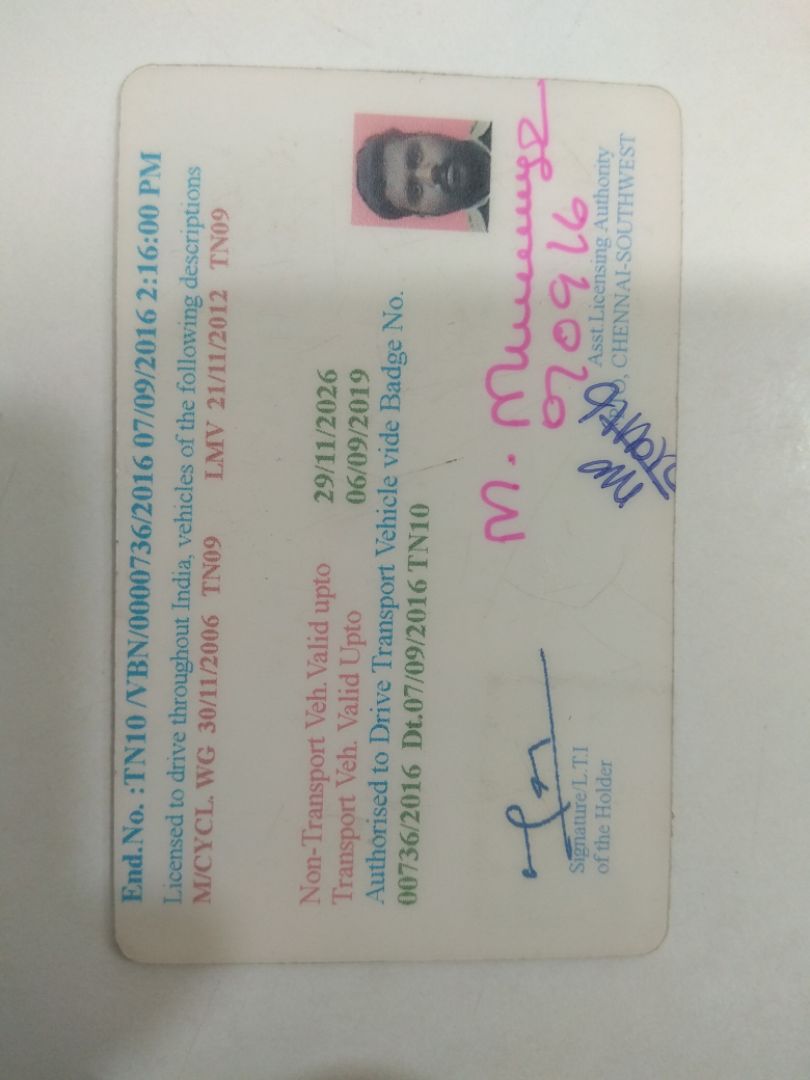 End.No. :TN10 /VBN/0000736/2016 07/09/2016 2:16:00 PM
Licensed to drive throughout India, vehicles of the following descriptions
M/CYCL. WG 30/11/2006 TN09 LMV 21/11/2012 TN09
Non-Transport Veh.Valid upto 29/11/2026
Transport Veh. Valid Upto 06/09/2019
Authorised to Drive Transport Vehicle vide Badge No.
00736/2016 Dt.07/09/2016 TN10
M.
070916
Signature/L.T.I
of the Holder
Asst.Licensing Authority
CHENNAI-SOUTHWEST